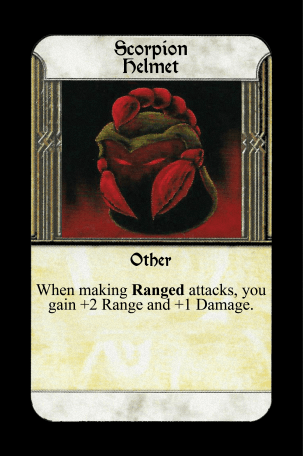 Scorpion
Helmet
Other
When making Ranged attacks, you
gain +2 Range and +1 Damage.